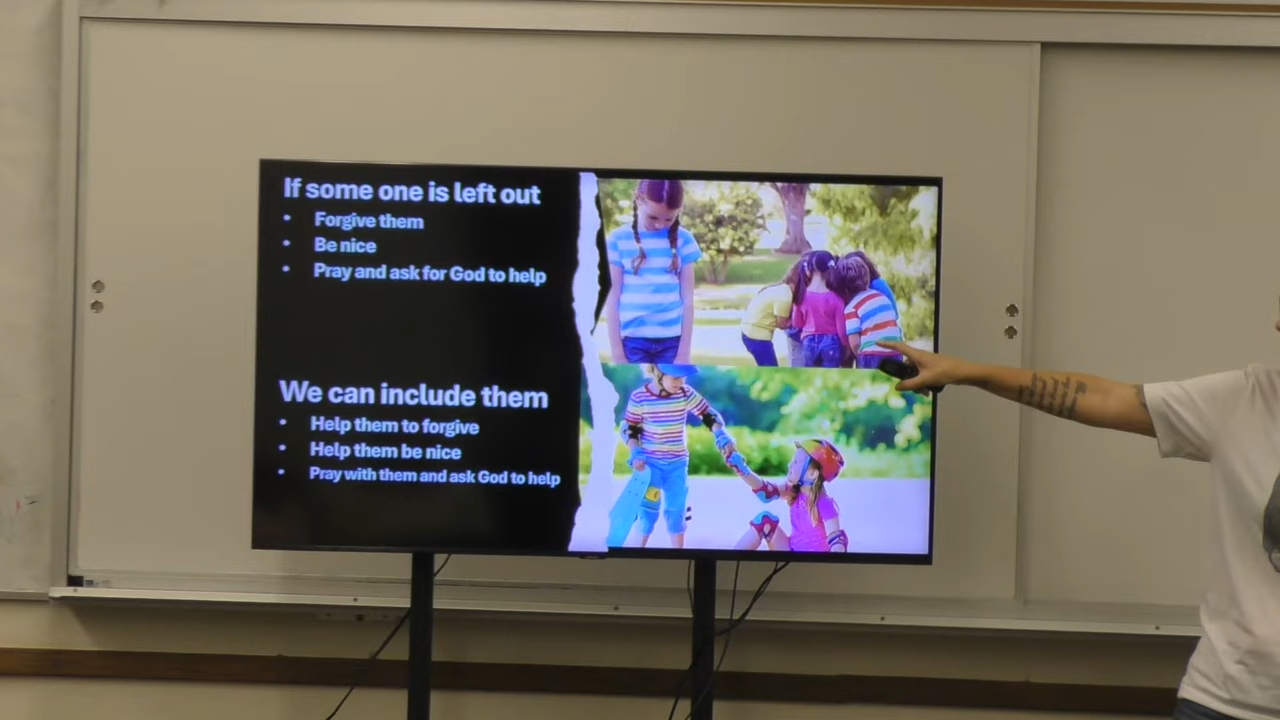 If some one is left out
• Forgive them
• Be nice
• Pray and ask for God to help
We can include them
• Help them to forgive
• Help them be nice
• Pray with them and ask God to help